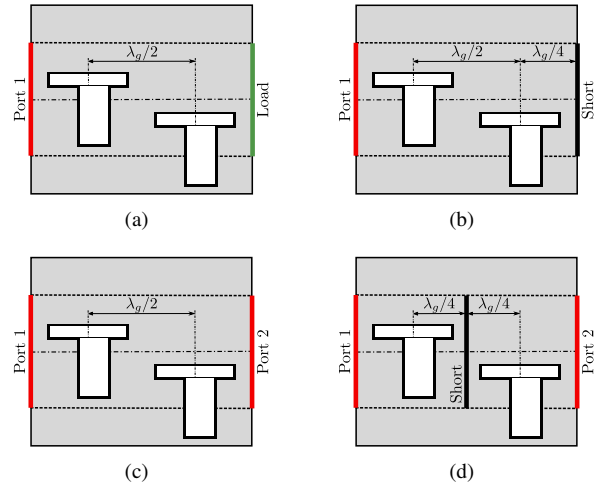 λg/2
Port 1
Load
(a)
λg/2
λg/4
Port 1
Short
(b)
λg/2
Port 1
Port 2
(c)
λg/4
λg/4
Port 1
Short
Port 2
(d)